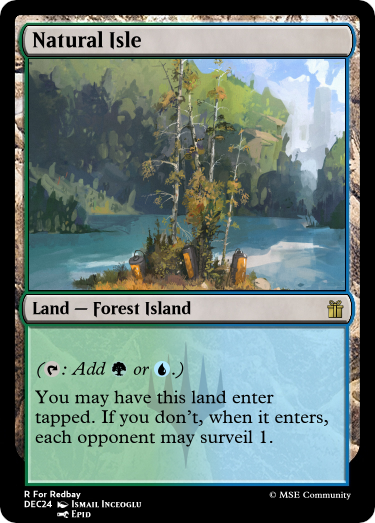 Natural Isle
Land — Forest Island
(: Add or .)
You may have this land enter
tapped. If you don't, when it enters,
each opponent may surveil 1.
R For Redbay
DEC24 Ismail Inceoglu
Epid
© MSE Community